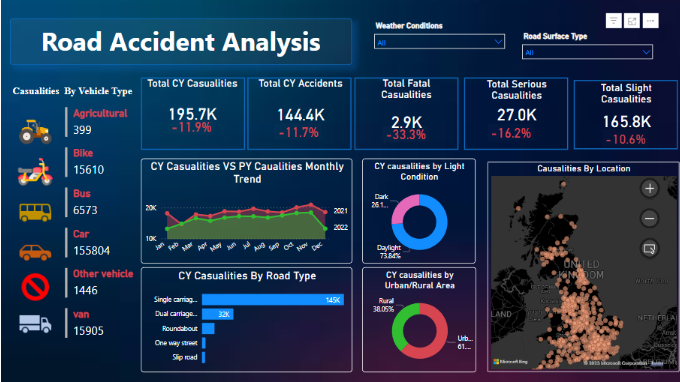 Road Accident Analysis
Weather Conditions
All
Road Surface Type
All
Casualities By Vehicle Type
Agricultural
399
Bike
15610
Bus
6573
Car
155804
Other vehicle
1446
van
15905
Total CY Casualities
195.7K
-11.9%
Total CY Accidents
144.4K
-11.7%
Total Fatal
Casualities
2.9K
-33.3%
Total Serious
Casualities
27.0K
-16.2%
Total Slight
Casualities
165.8K
-10.6%
CY Casualities VS PY Caualities Monthly
Trend
20K
10K
2021
2022
Jan Feb Mar Apr May Jun Jul Aug Sep Oct Nov Dec
CY casualities by Light
Condition
Dark
26.1...
Daylight
73.84%
CY Casualities By Road Type
Single carriag...
145K
Dual carriage...
32K
Roundabout
One way street
Slip road
CY casualities by
Urban/Rural Area
Rural
38.05%
Urb...
61....
Causalities By Location
UNITED
KINGDOM
LAND
NETHERLA
Microsoft Bing
Microsoft Corporation